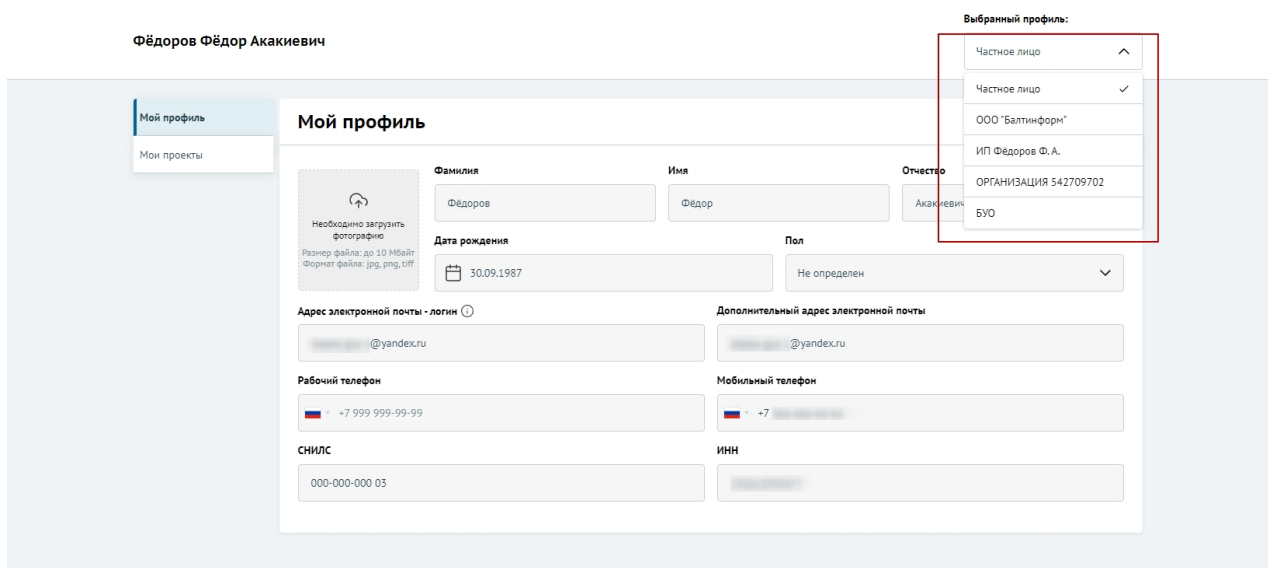 Выбранный профиль:
Фёдоров Фёдор Акакиевич
Частное лицо
Частное лицо
ООО "Балтинформ"
ИП Фёдоров Ф. А.
ОРГАНИЗАЦИЯ 542709702
БУО
Мой профиль
Мои проекты
Мой профиль
Необходимо загрузить
фотографию
Размер файла: до 10 Мбайт
Формат файла: jpg, png, tiff
Фамилия Имя Отчество
Фёдоров Фёдор Акакиевич
Дата рождения Пол
30.09.1987 Не определен
Адрес электронной почты - логин Дополнительный адрес электронной почты
@yandex.ru @yandex.ru
Рабочий телефон Мобильный телефон
+7 999 999-99-99 +7
СНИЛС ИНН
000-000-000 03